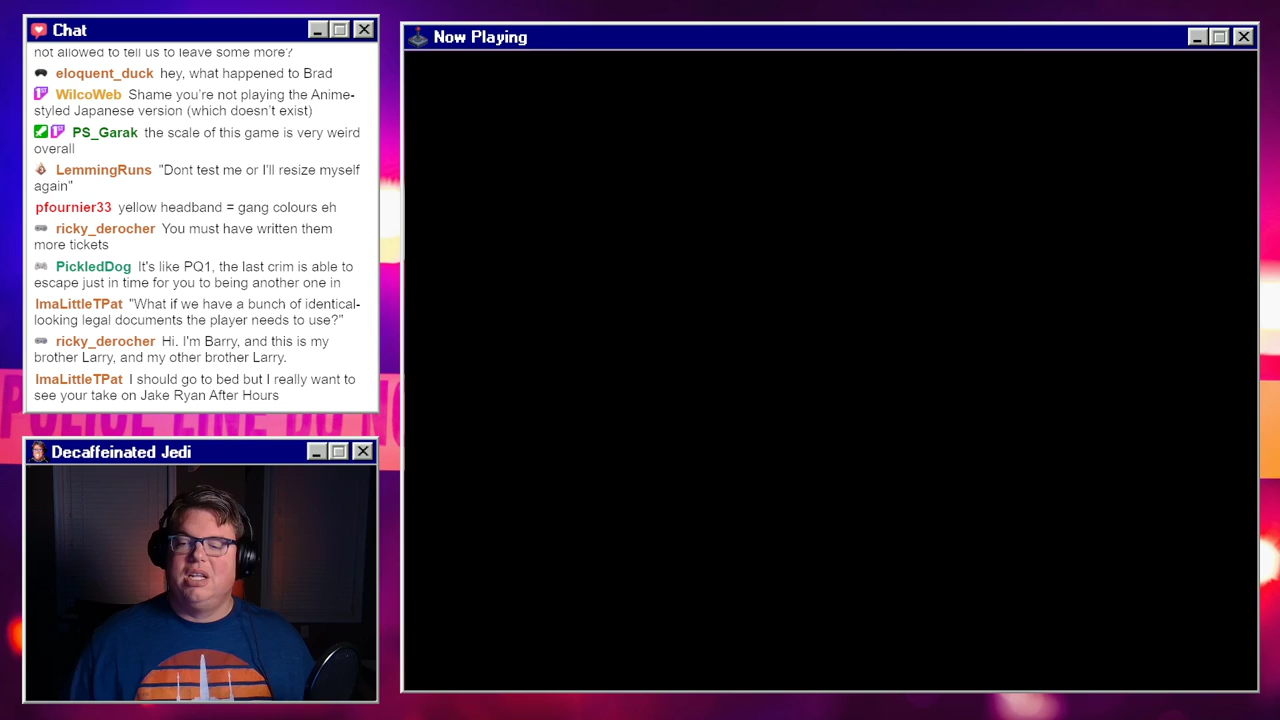 Chat
not allowed to tell us to leave some more?
eloquent_duck hey, what happened to Brad
WilcoWeb Shame you're not playing the Anime-
styled Japanese version (which doesn't exist)
PS_Garak the scale of this game is very weird
overall
LemmingRuns "Dont test me or I'll resize myself
again"
pfournier33 yellow headband = gang colours eh
ricky_derocher You must have written them
more tickets
PickledDog It's like PQ1, the last crim is able to
escape just in time for you to being another one in
ImaLittleTPat "What if we have a bunch of identical-
looking legal documents the player needs to use?"
ricky_derocher Hi. I'm Barry, and this is my
brother Larry, and my other brother Larry.
ImaLittleTPat I should go to bed but I really want to
see your take on Jake Ryan After Hours
POLICE LINE DO NO
Decaffeinated Jedi
Now Playing